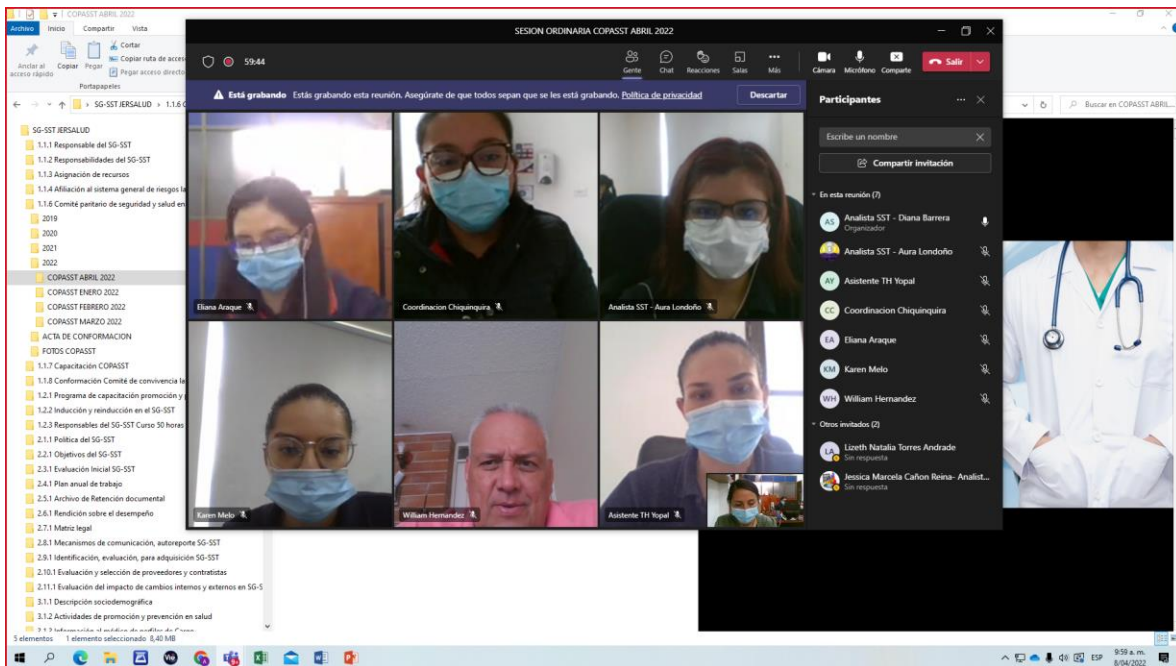 COPASST ABRIL 2022
Archivo Inicio Compartir Vista
Anclar al acceso rápido
Copiar
Pegar
Cortar
Copiar ruta de acces
Pegar acceso directo
Portapapeles
SG-SST JERSALUD > 1.1.6
Buscar en COPASST ABRIL...
SG-SST JERSALUD
1.1.1 Responsable del SG-SST
1.1.2 Responsabilidades del SG-SST
1.1.3 Asignación de recursos
1.1.4 Afiliación al sistema general de riesgos la
1.1.6 Comité paritario de seguridad y salud en
2019
2020
2021
2022
COPASST ABRIL 2022
COPASST ENERO 2022
COPASST FEBRERO 2022
COPASST MARZO 2022
ACTA DE CONFORMACION
FOTOS COPASST
1.1.7 Capacitación COPASST
1.1.8 Conformación Comité de convivencia la
1.2.1 Programa de capacitación promoción y
1.2.2 Inducción y reinducción en el SG-SST
1.2.3 Responsables del SG-SST Curso 50 horas
2.1.1 Política del SG-SST
2.2.1 Objetivos del SG-SST
2.3.1 Evaluación Inicial SG-SST
2.4.1 Plan anual de trabajo
2.5.1 Archivo de Retención documental
2.6.1 Rendición sobre el desempeño
2.7.1 Matriz legal
2.8.1 Mecanismos de comunicación, autoreporte SG-SST
2.9.1 Identificación, evaluación, para adquisición SG-SST
2.10.1 Evaluación y selección de proveedores y contratistas
2.11.1 Evaluación del impacto de cambios internos y externos en SG-S
3.1.1 Descripción sociodemográfica
3.1.2 Actividades de promoción y prevención en salud
3.1.3 Información al médico de perfiles de Cargo
5 elementos 1 elemento seleccionado 8,40 MB
SESION ORDINARIA COPASST ABRIL 2022
59:44
Gente Chat Reacciones Salas Más Cámara Micrófono Comparte Salir
Está grabando Estás grabando esta reunión. Asegúrate de que todos sepan que se les está grabando. Política de privacidad Descartar
Eliana Araque
Coordinacion Chiquinquira
Analista SST - Aura Londoño
Karen Melo
William Hernandez
Asistente TH Yopal
Participantes
Escribe un nombre
Compartir invitación
En esta reunión (7)
AS Analista SST - Diana Barrera
Organizador
Analista SST - Aura Londoño
AY Asistente TH Yopal
CC Coordinacion Chiquinquira
EA Eliana Araque
KM Karen Melo
WH William Hernandez
Otros invitados (2)
LA Lizeth Natalia Torres Andrade
Sin respuesta
Jessica Marcela Cañon Reina- Analist...
Sin respuesta
ESP
9:59 a. m.
8/04/2022